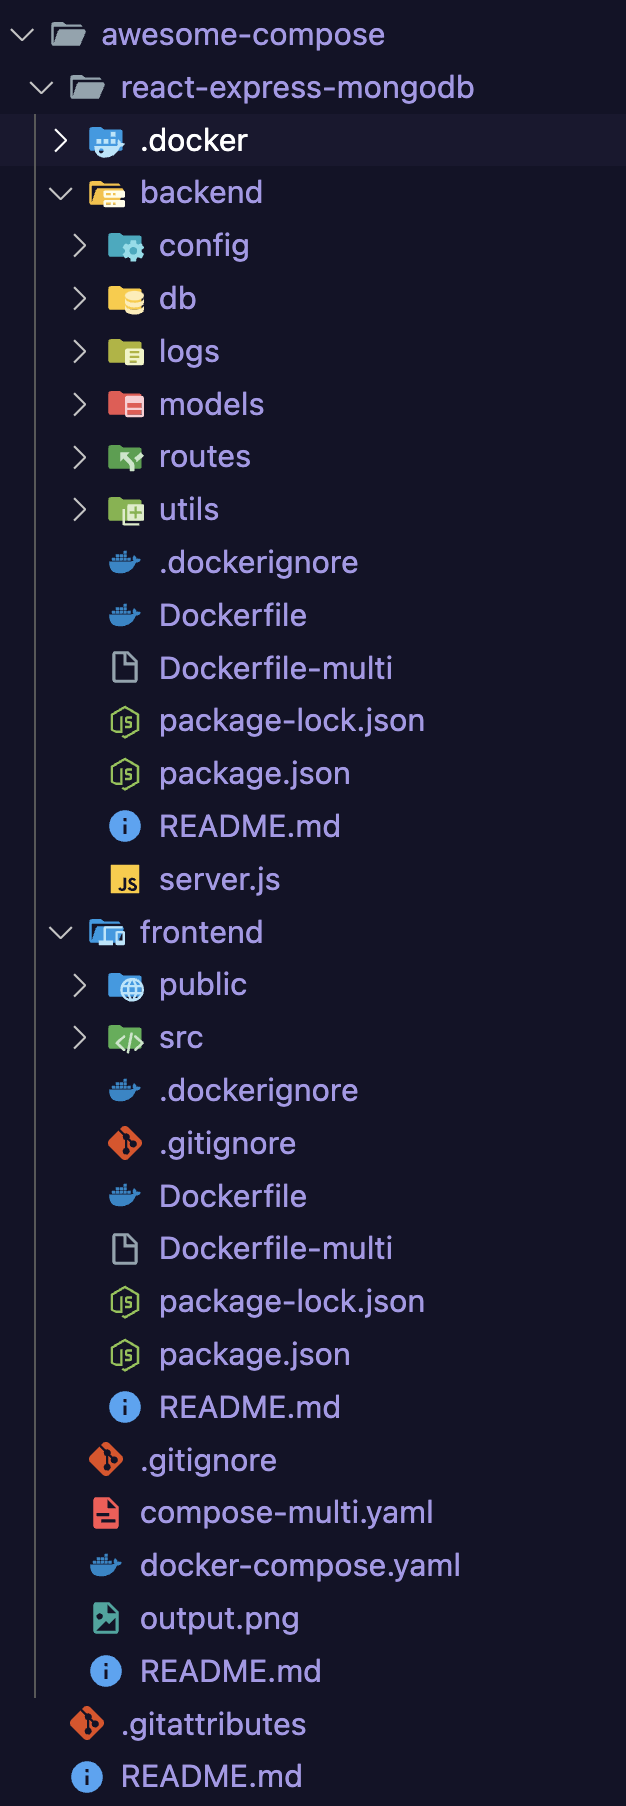 awesome-compose
react-express-mongodb
.docker
backend
config
db
logs
models
routes
utils
.dockerignore
Dockerfile
Dockerfile-multi
package-lock.json
package.json
README.md
server.js
frontend
public
src
.dockerignore
.gitignore
Dockerfile
Dockerfile-multi
package-lock.json
package.json
README.md
.gitignore
compose-multi.yaml
docker-compose.yaml
output.png
README.md
.gitattributes
README.md